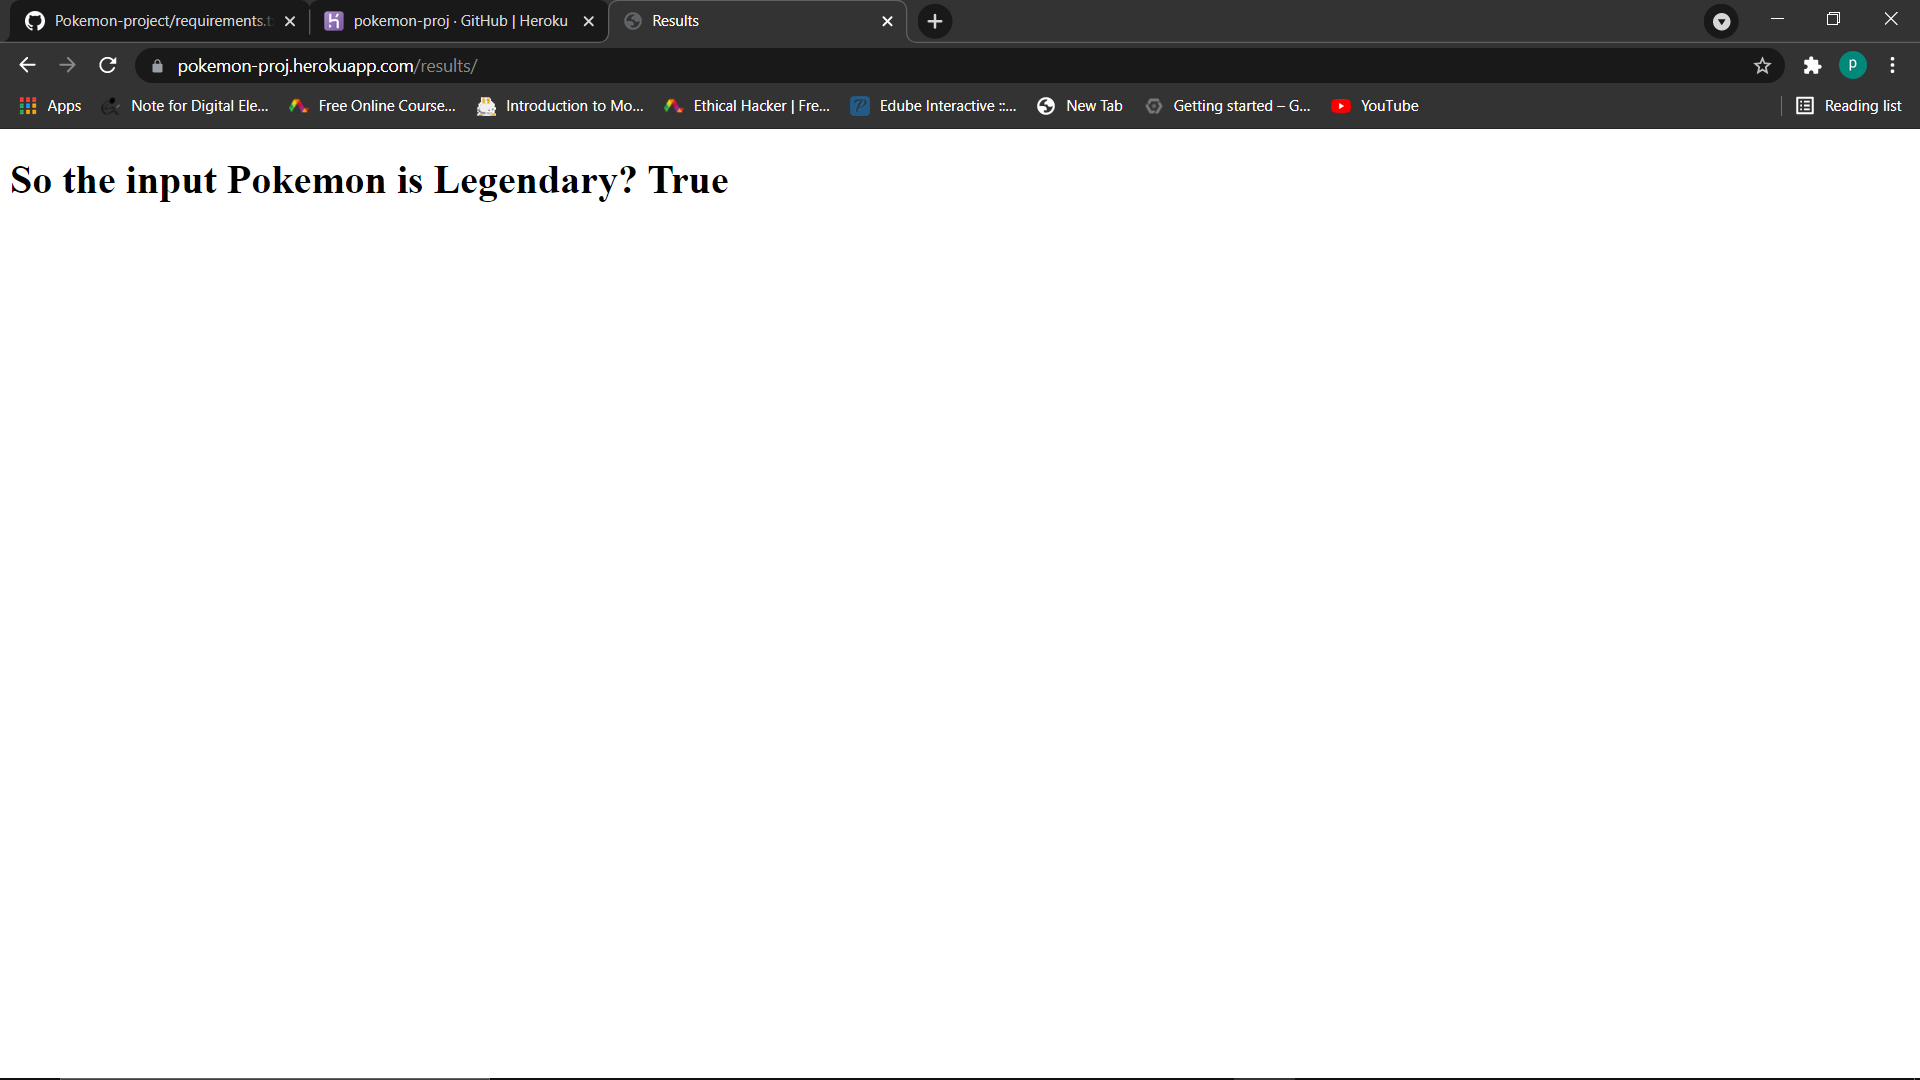 Pokemon-project/requirements.t
pokemon-proj · GitHub | Heroku
Results
pokemon-proj.herokuapp.com/results/
P
Apps
Note for Digital Ele...
Free Online Course...
Introduction to Mo...
Ethical Hacker | Fre...
Edube Interactive ::...
New Tab
Getting started – G...
YouTube
Reading list
So the input Pokemon is Legendary? True